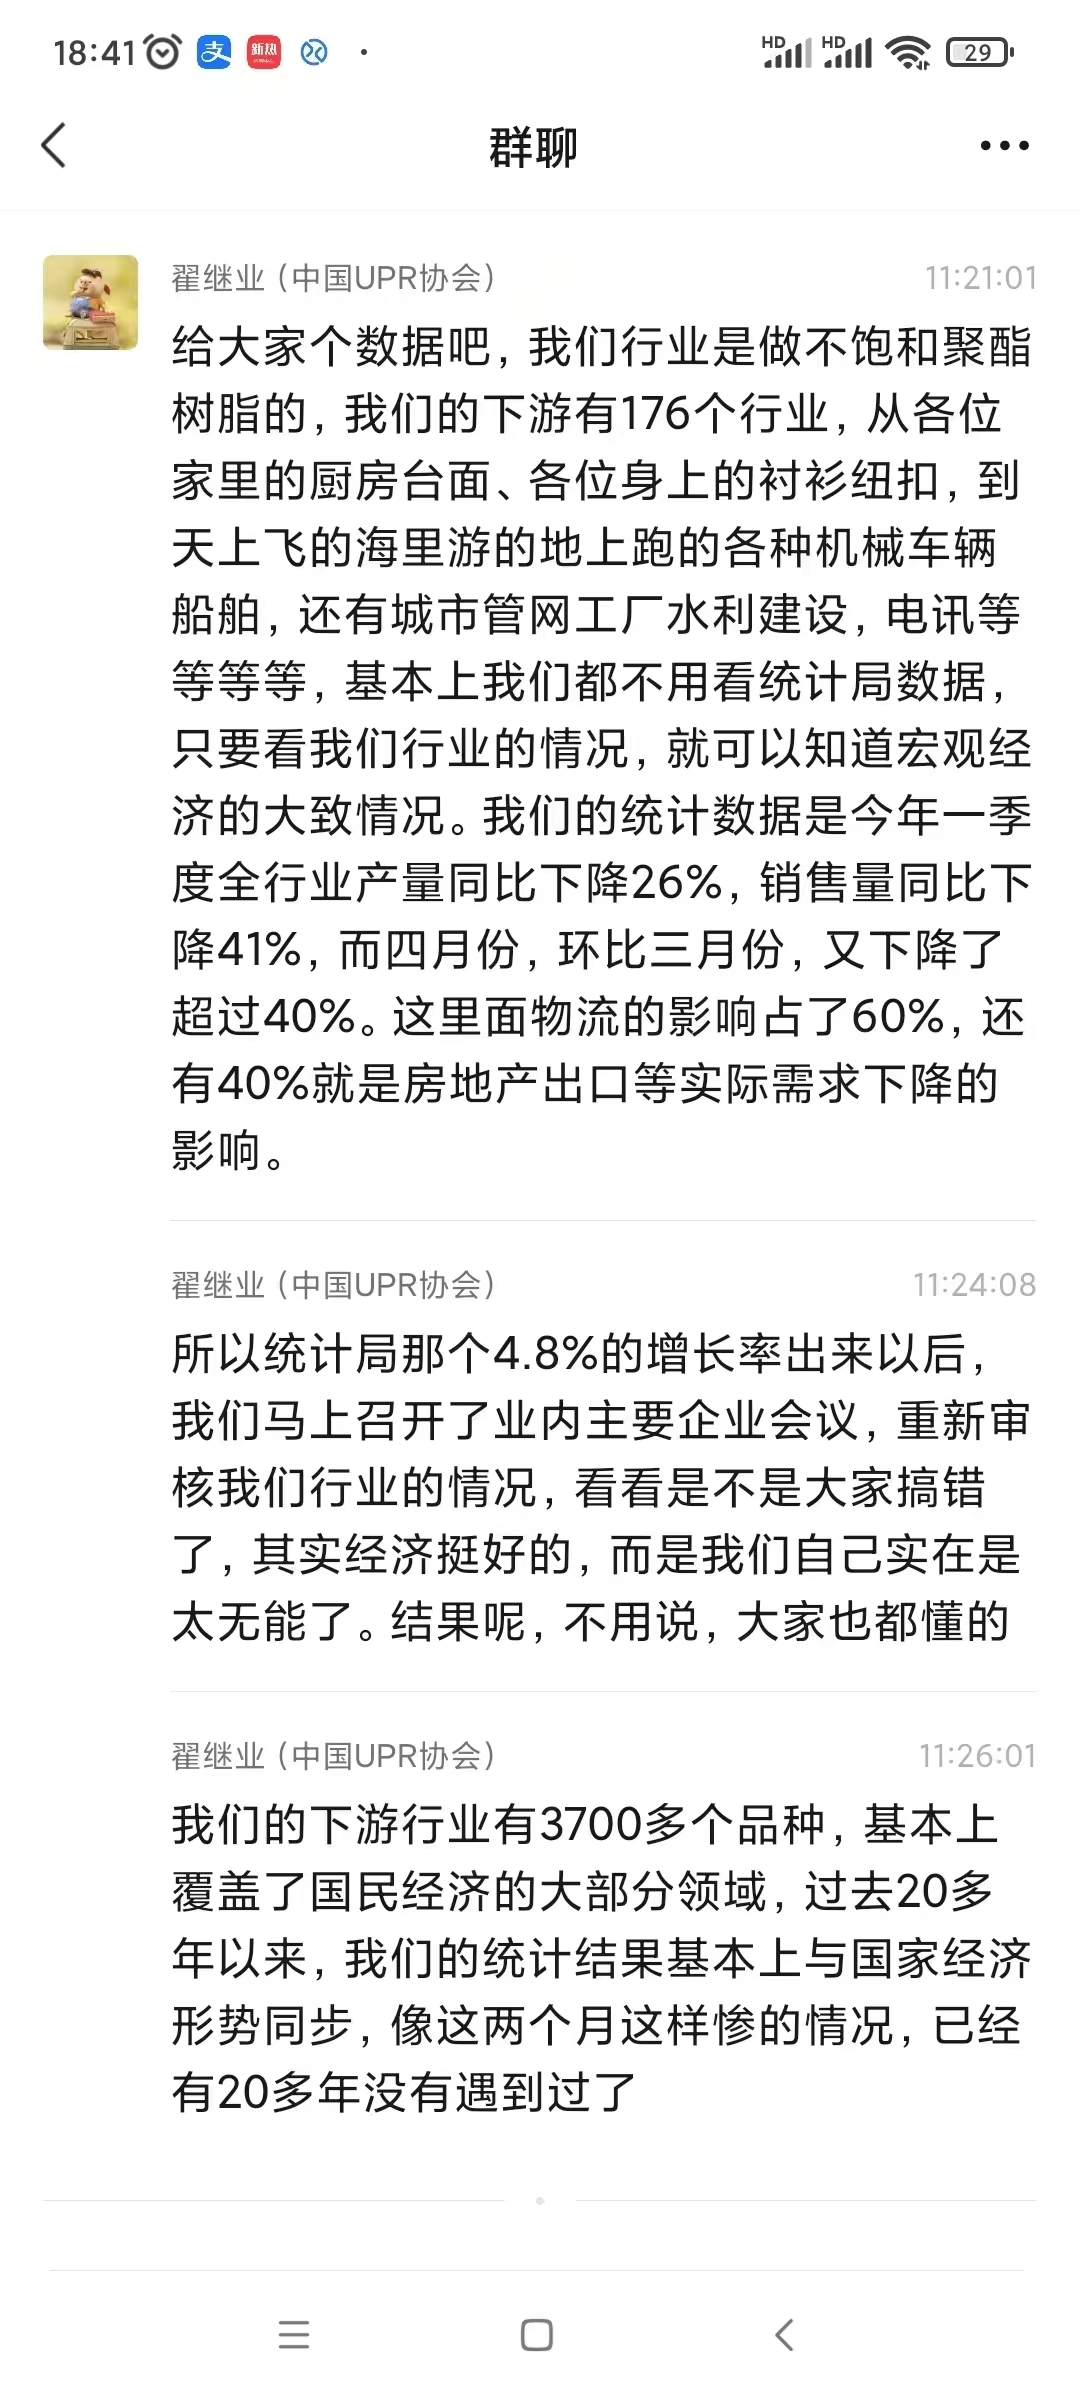 18:41
支
新热
HD
HD
29
群聊
翟继业（中国UPR协会）
11:21:01
给大家个数据吧，我们行业是做不饱和聚酯
树脂的，我们的下游有176个行业，从各位
家里的厨房台面、各位身上的衬衫纽扣，到
天上飞的海里游的地上跑的各种机械车辆
船舶，还有城市管网工厂水利建设，电讯等
等等等，基本上我们都不用看统计局数据，
只要看我们行业的情况，就可以知道宏观经
济的大致情况。我们的统计数据是今年一季
度全行业产量同比下降26%，销售量同比下
降41%，而四月份，环比三月份，又下降了
超过40%。这里面物流的影响占了60%，还
有40%就是房地产出口等实际需求下降的
影响。
翟继业（中国UPR协会）
11:24:08
所以统计局那个4.8%的增长率出来以后，
我们马上召开了业内主要企业会议，重新审
核我们行业的情况，看看是不是大家搞错
了，其实经济挺好的，而是我们自己实在是
太无能了。结果呢，不用说，大家也都懂的
翟继业（中国UPR协会）
11:26:01
我们的下游行业有3700多个品种，基本上
覆盖了国民经济的大部分领域，过去20多
年以来，我们的统计结果基本上与国家经济
形势同步，像这两个月这样惨的情况，已经
有20多年没有遇到过了